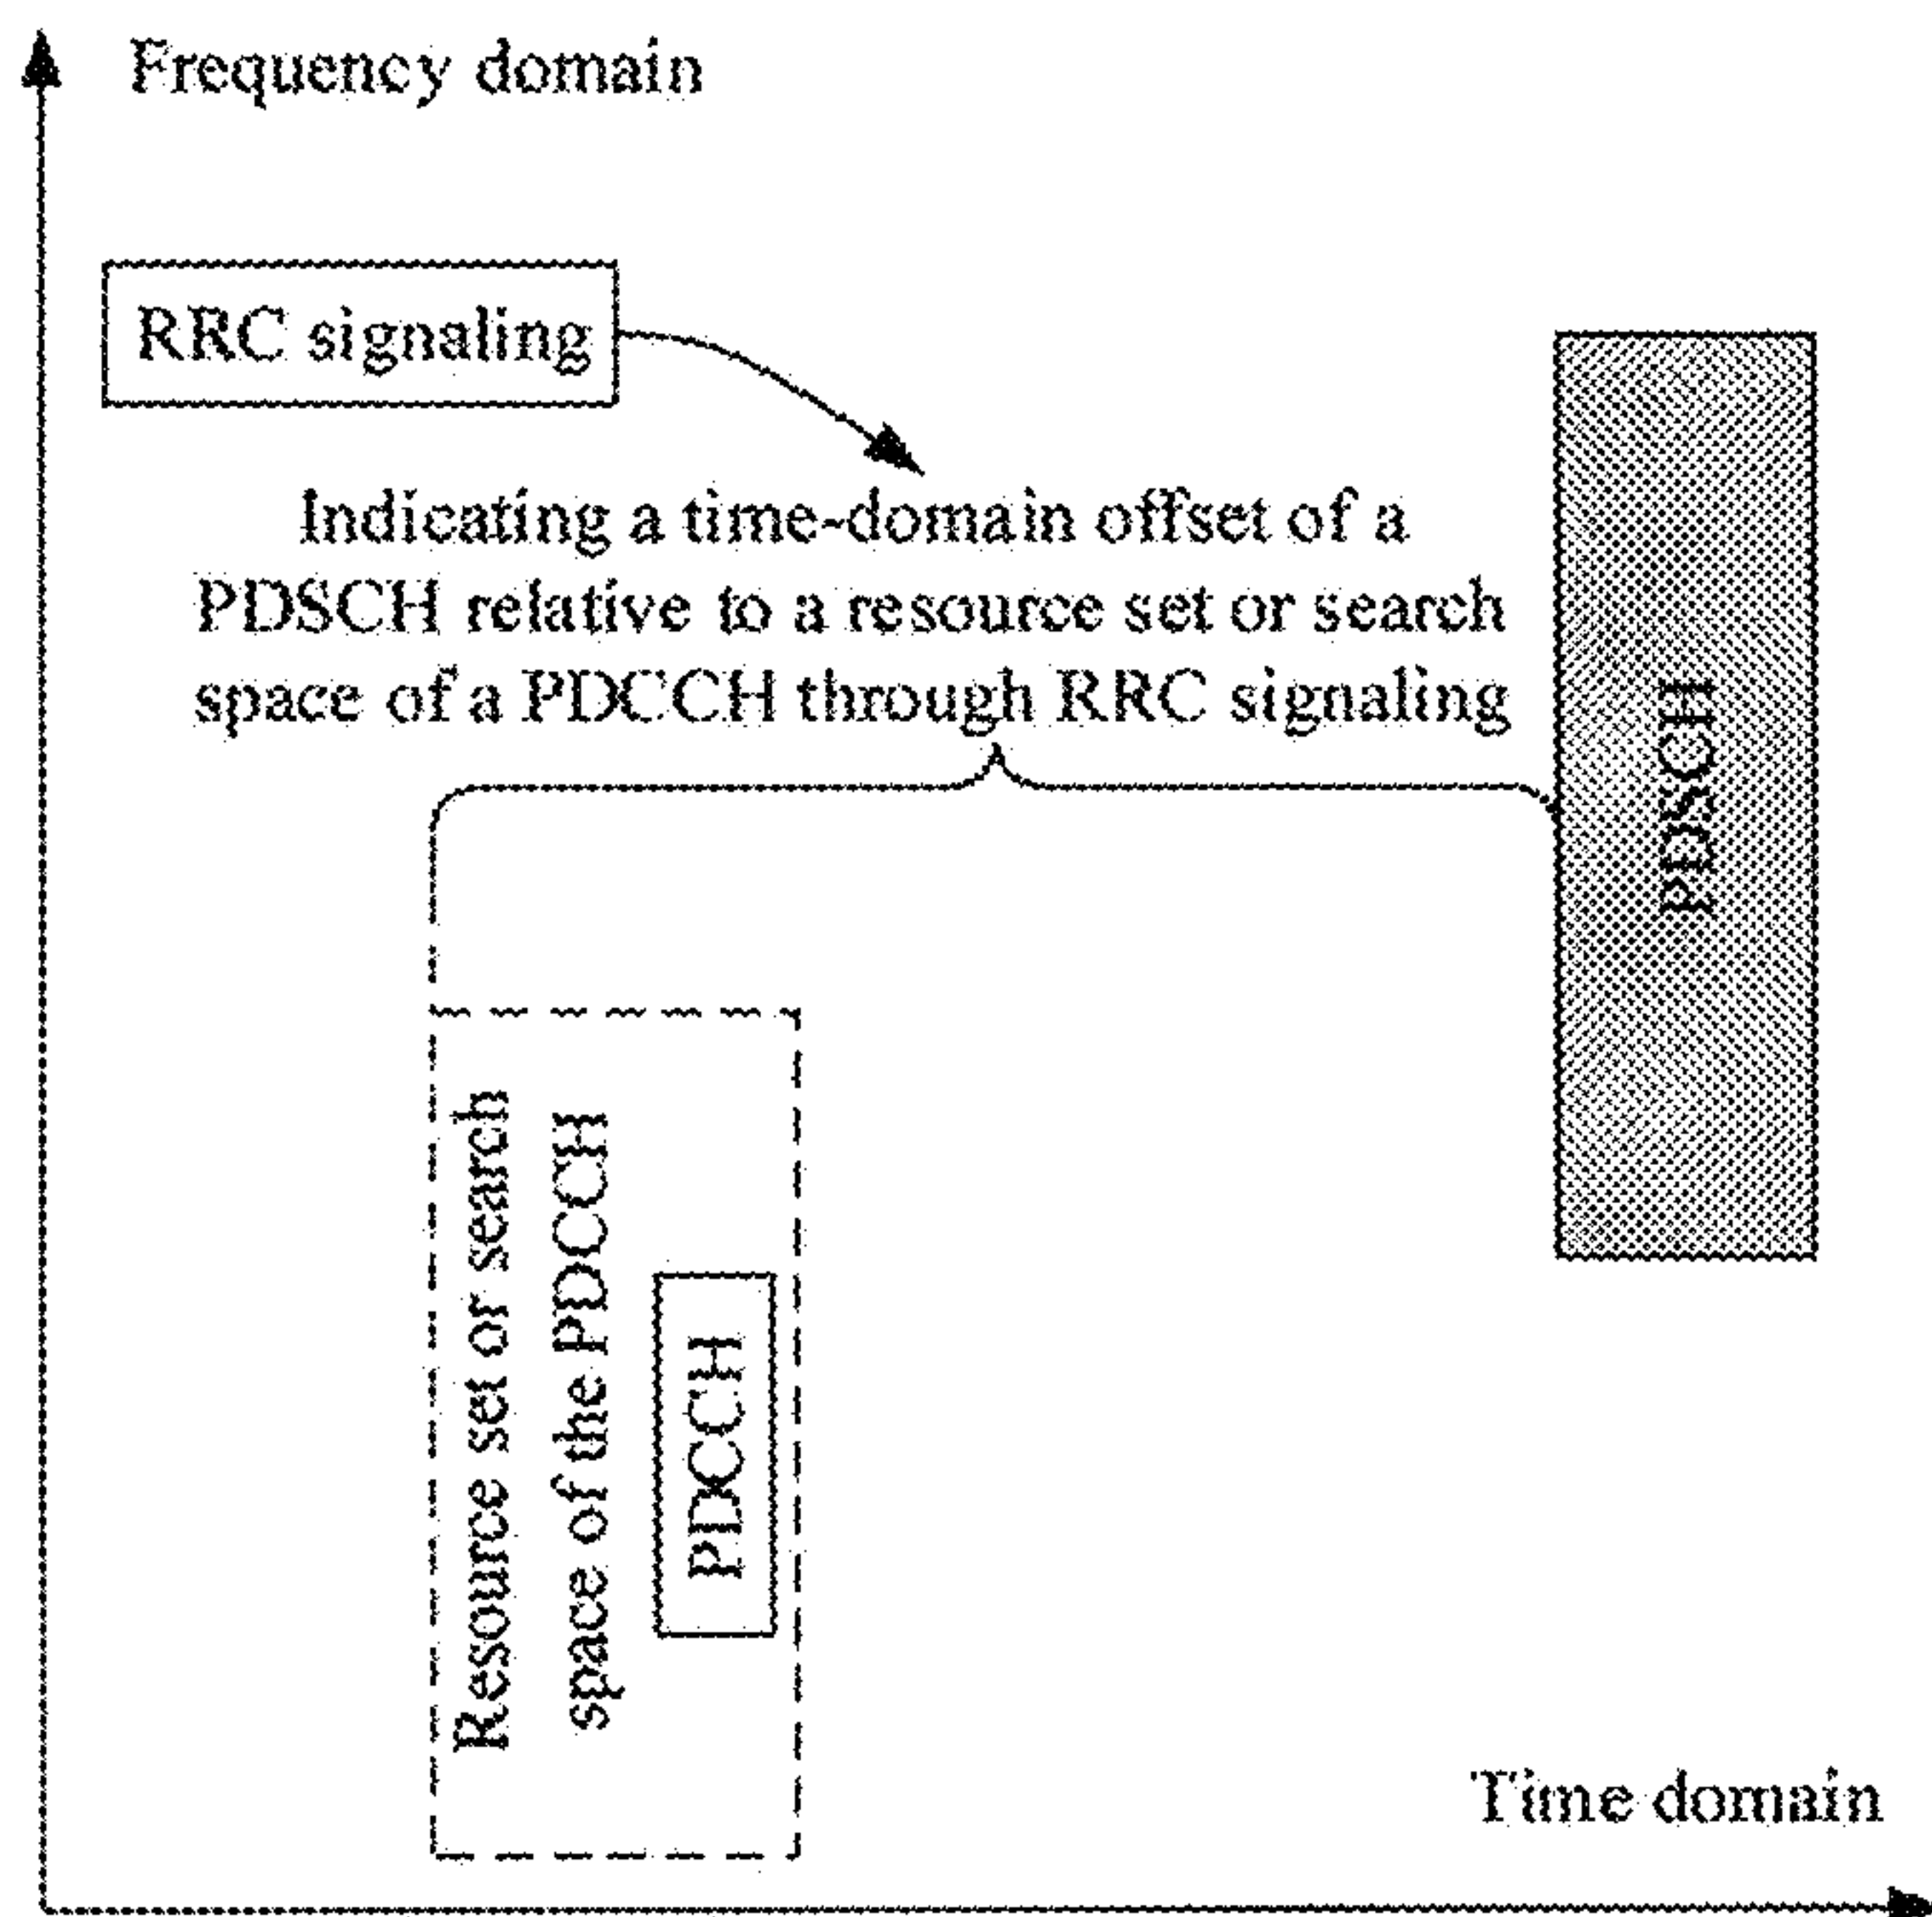 Frequency domain
RRC signaling
Indicating a time-domain offset of a
PDSCH relative to a resource set or search
space of a PDCCH through RRC signaling
PDSCH
Resource set or search
space of the PDCCH
PDCCH
Time domain